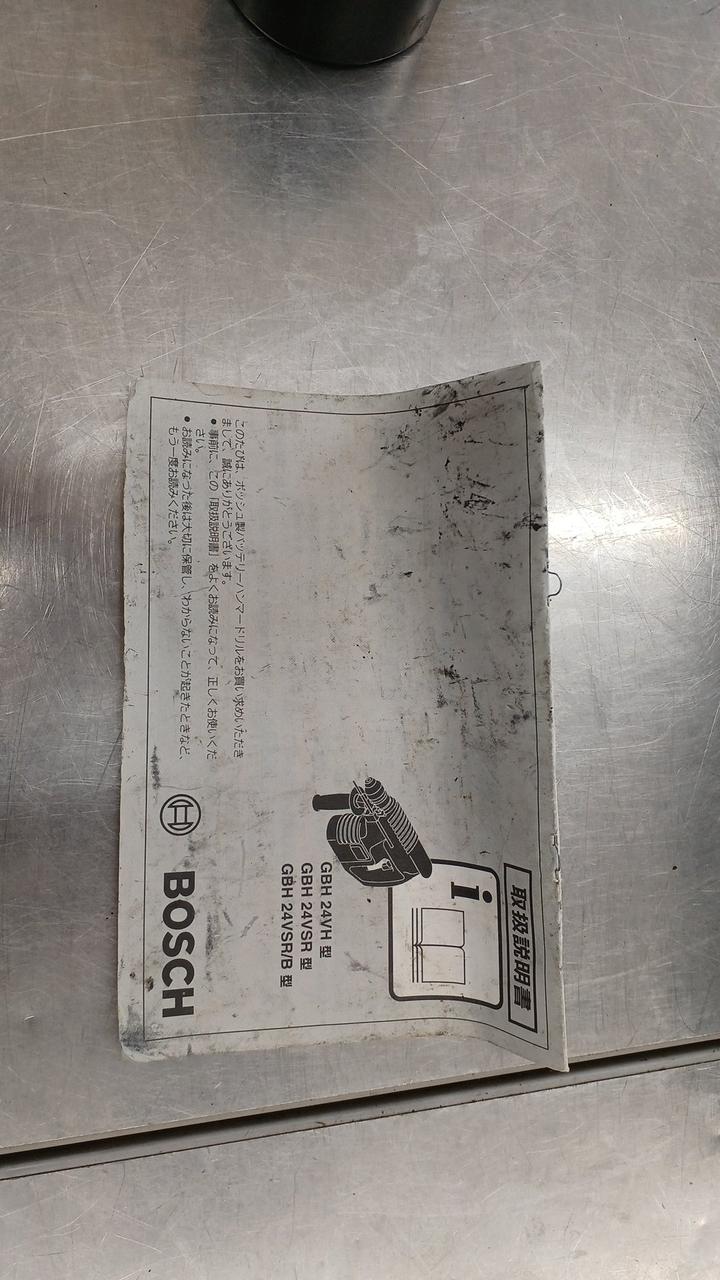 取扱説明書
i
GBH 24VH 型
GBH 24VSR 型
GBH 24VSR/B 型
このたびは、ボッシュ製バッテリーハンマードリルをお買い求めいただき
まして、誠にありがとうございます。
● 事前に、この「取扱説明書」をよくお読みになって、正しくお使いくだ
さい。
● お読みになった後は大切に保管し、わからないことが起きたときなど、
もう一度お読みください。
BOSCH